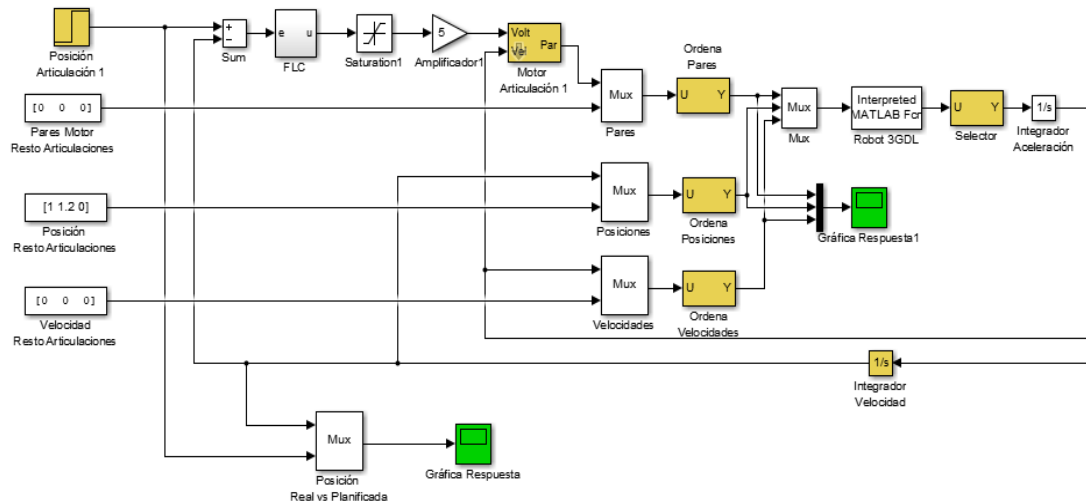 Posición
Articulación 1
+
−
Sum
e
u
FLC
Saturation1
5
Amplificador1
Volt
Vel
Par
Motor
Articulación 1
[0 0 0]
Pares Motor
Resto Articulaciones
Mux
Pares
Ordena
Pares
U
Y
Mux
Mux
Interpreted
MATLAB Fcn
Robot 3GDL
U
Y
Selector
1/s
Integrador
Aceleración
[1 1.2 0]
Posición
Resto Articulaciones
Mux
Posiciones
U
Y
Ordena
Posiciones
Gráfica Respuesta1
[0 0 0]
Velocidad
Resto Articulaciones
Mux
Velocidades
U
Y
Ordena
Velocidades
1/s
Integrador
Velocidad
Mux
Posición
Real vs Planificada
Gráfica Respuesta